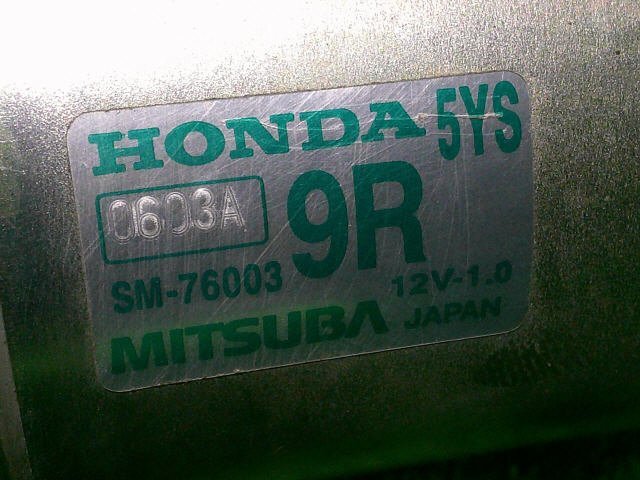 HONDA 5YS
0603A 9R
SM-76003 12V-1.0
MITSUBA JAPAN